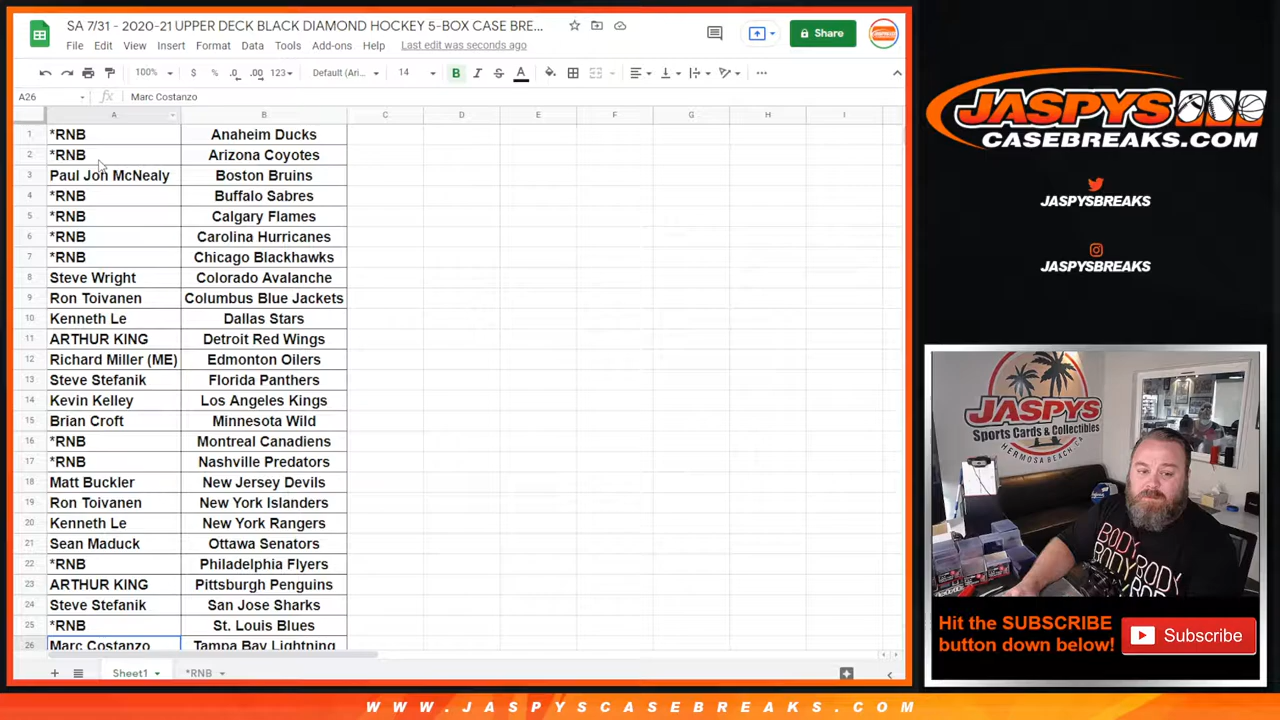 SA 7/31 - 2020-21 UPPER DECK BLACK DIAMOND HOCKEY 5-BOX CASE BRE...
File Edit View Insert Format Data Tools Add-ons Help Last edit was seconds ago
Share
100% $ % .0 .00 123 Default (Ari... 14 B I S A
A26 fx Marc Costanzo
A B C D E F G H I
1 *RNB Anaheim Ducks
2 *RNB Arizona Coyotes
3 Paul Jon McNealy Boston Bruins
4 *RNB Buffalo Sabres
5 *RNB Calgary Flames
6 *RNB Carolina Hurricanes
7 *RNB Chicago Blackhawks
8 Steve Wright Colorado Avalanche
9 Ron Toivanen Columbus Blue Jackets
10 Kenneth Le Dallas Stars
11 ARTHUR KING Detroit Red Wings
12 Richard Miller (ME) Edmonton Oilers
13 Steve Stefanik Florida Panthers
14 Kevin Kelley Los Angeles Kings
15 Brian Croft Minnesota Wild
16 *RNB Montreal Canadiens
17 *RNB Nashville Predators
18 Matt Buckler New Jersey Devils
19 Ron Toivanen New York Islanders
20 Kenneth Le New York Rangers
21 Sean Maduck Ottawa Senators
22 *RNB Philadelphia Flyers
23 ARTHUR KING Pittsburgh Penguins
24 Steve Stefanik San Jose Sharks
25 *RNB St. Louis Blues
26 Marc Costanzo Tampa Bay Lightning
Sheet1 *RNB
JASPYS
CASEBREAKS.COM
JASPYSBREAKS
JASPYSBREAKS
JASPYS
Sports Cards & Collectibles
HERMOSA BEACH, CA
BODY
BODY
BODY
BODY
Hit the SUBSCRIBE
button down below!
Subscribe
WWW.JASPYSCASEBREAKS.COM